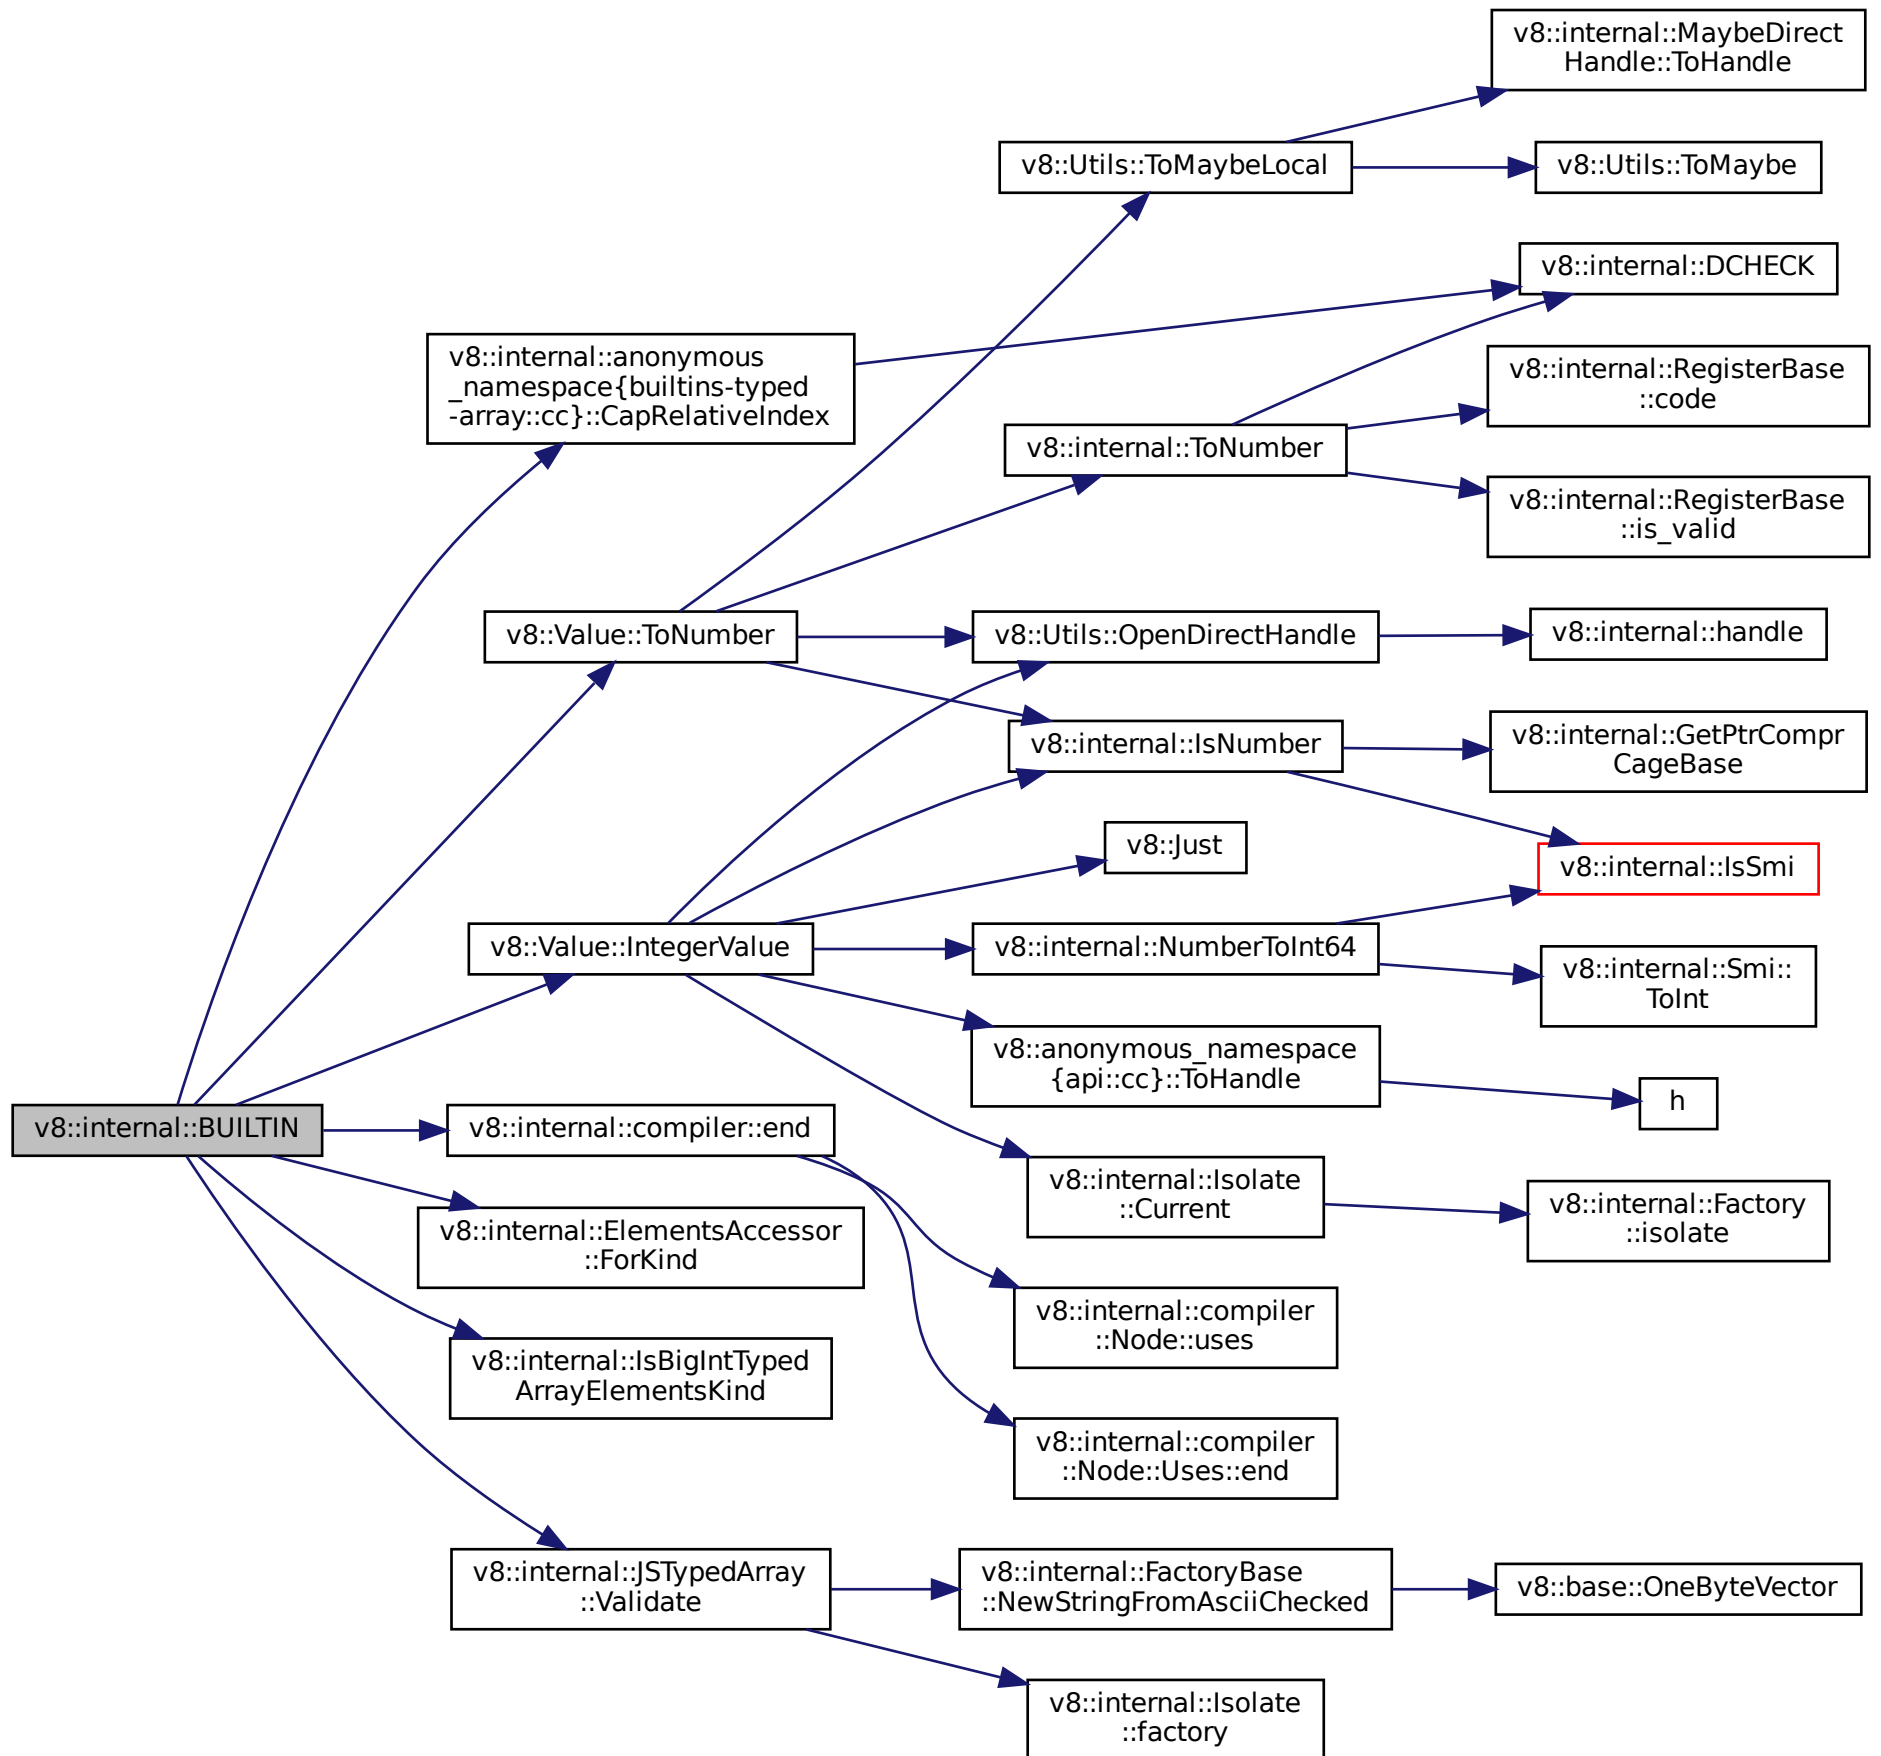 v8::internal::MaybeDirect
Handle::ToHandle
v8::Utils::ToMaybeLocal
v8::Utils::ToMaybe
v8::internal::DCHECK
v8::internal::anonymous
_namespace{builtins-typed
-array::cc}::CapRelativeIndex
v8::internal::RegisterBase
::code
v8::internal::ToNumber
v8::internal::RegisterBase
::is_valid
v8::Value::ToNumber
v8::Utils::OpenDirectHandle
v8::internal::handle
v8::internal::IsNumber
v8::internal::GetPtrCompr
CageBase
v8::Just
v8::internal::IsSmi
v8::Value::IntegerValue
v8::internal::NumberToInt64
v8::internal::Smi::
ToInt
v8::anonymous_namespace
{api::cc}::ToHandle
h
v8::internal::BUILTIN
v8::internal::compiler::end
v8::internal::Isolate
::Current
v8::internal::Factory
::isolate
v8::internal::ElementsAccessor
::ForKind
v8::internal::compiler
::Node::uses
v8::internal::IsBigIntTyped
ArrayElementsKind
v8::internal::compiler
::Node::Uses::end
v8::internal::JSTypedArray
::Validate
v8::internal::FactoryBase
::NewStringFromAsciiChecked
v8::base::OneByteVector
v8::internal::Isolate
::factory